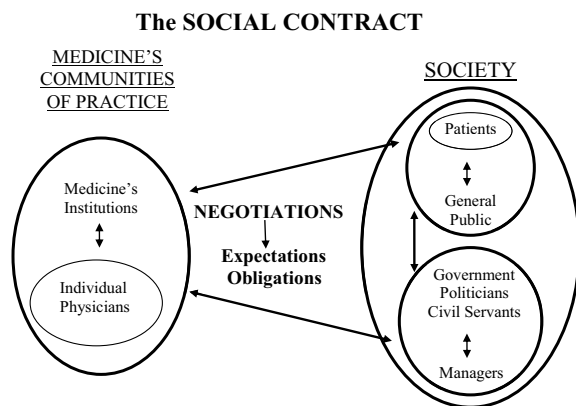 The SOCIAL CONTRACT
MEDICINE'S
COMMUNITIES
OF PRACTICE
SOCIETY
Medicine's
Institutions
Individual
Physicians
NEGOTIATIONS
Expectations
Obligations
Patients
General
Public
Government
Politicians
Civil Servants
Managers